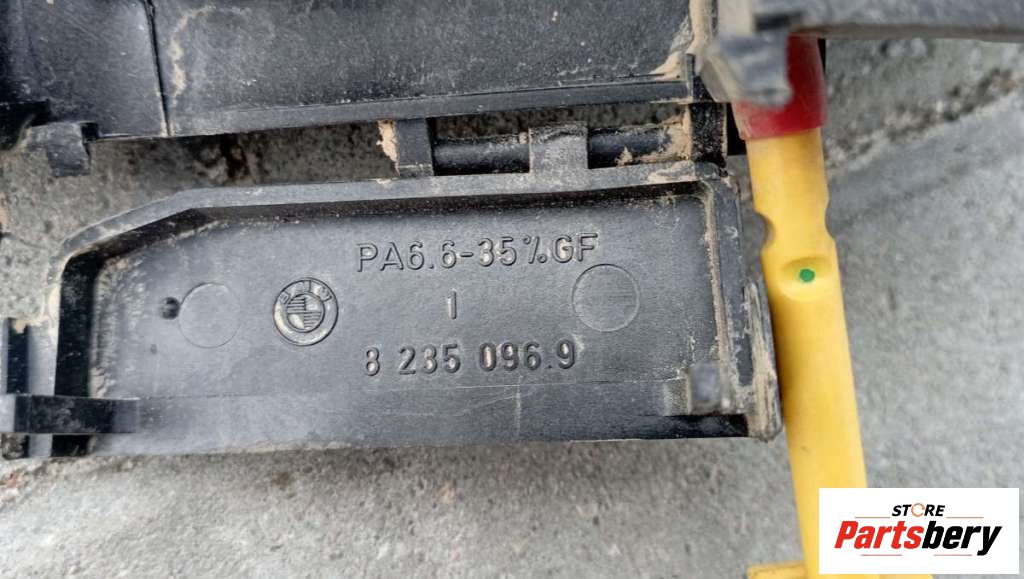 PA6.6-35%GF
1
8 235 096.9
STORE
Partsbery